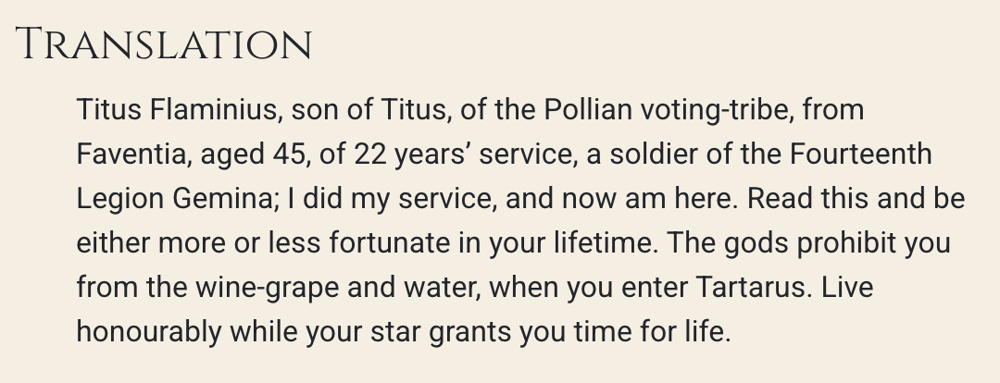 Translation
Titus Flaminius, son of Titus, of the Pollian voting-tribe, from
Faventia, aged 45, of 22 years’ service, a soldier of the Fourteenth
Legion Gemina; I did my service, and now am here. Read this and be
either more or less fortunate in your lifetime. The gods prohibit you
from the wine-grape and water, when you enter Tartarus. Live
honourably while your star grants you time for life.